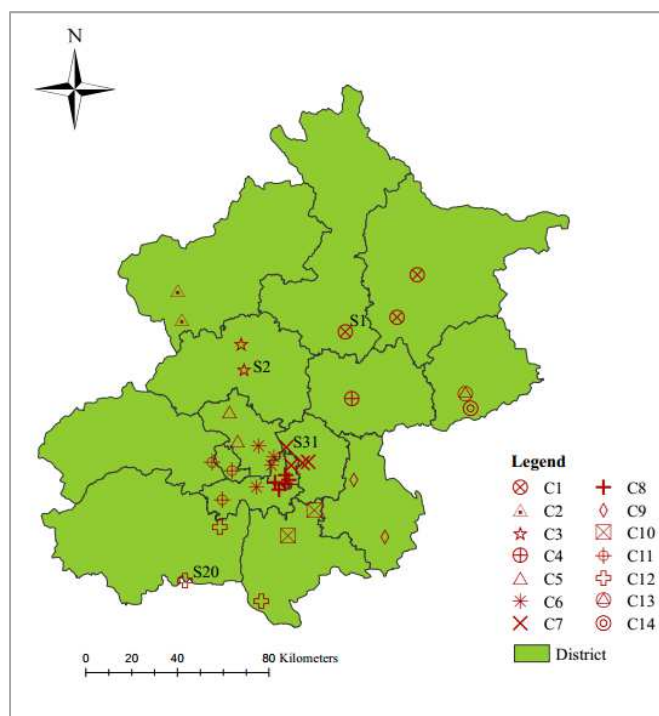 N
S1
S2
S31
S20
Legend
C1 C8
C2 C9
C3 C10
C4 C11
C5 C12
C6 C13
C7 C14
District
0 20 40 80 Kilometers